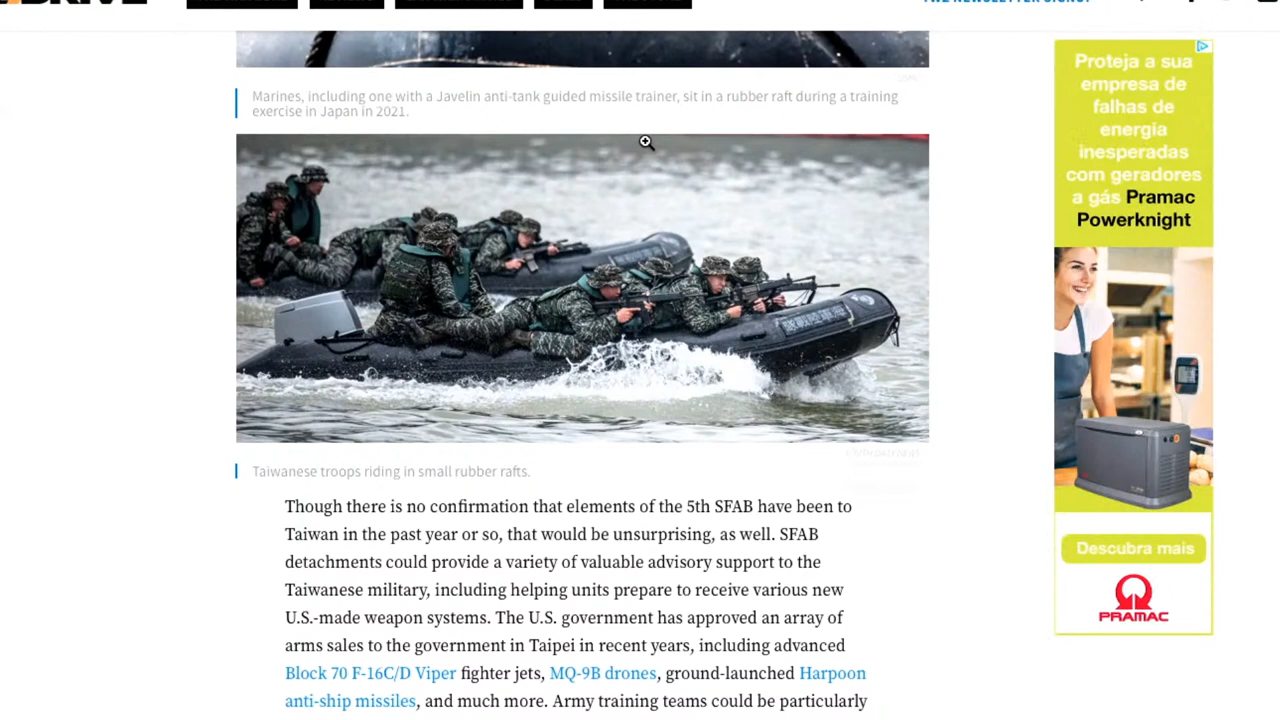 Marines, including one with a Javelin anti-tank guided missile trainer, sit in a rubber raft during a training
exercise in Japan in 2021.
Taiwanese troops riding in small rubber rafts.
Though there is no confirmation that elements of the 5th SFAB have been to
Taiwan in the past year or so, that would be unsurprising, as well. SFAB
detachments could provide a variety of valuable advisory support to the
Taiwanese military, including helping units prepare to receive various new
U.S.-made weapon systems. The U.S. government has approved an array of
arms sales to the government in Taipei in recent years, including advanced
Block 70 F-16C/D Viper fighter jets, MQ-9B drones, ground-launched Harpoon
anti-ship missiles, and much more. Army training teams could be particularly
Proteja a sua
empresa de
falhas de
energia
inesperadas
com geradores
a gás Pramac
Powerknight
Descubra mais
PRAMAC